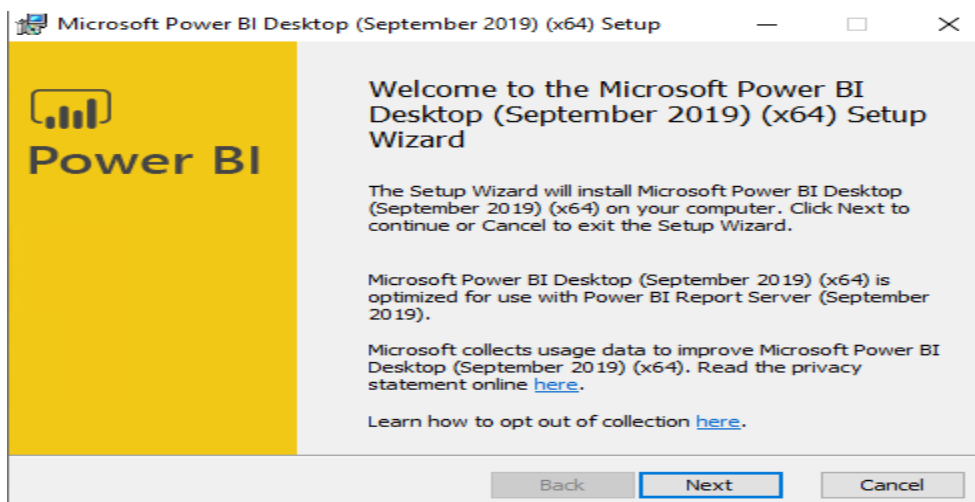 Microsoft Power BI Desktop (September 2019) (x64) Setup
Power BI
Welcome to the Microsoft Power BI
Desktop (September 2019) (x64) Setup
Wizard
The Setup Wizard will install Microsoft Power BI Desktop
(September 2019) (x64) on your computer. Click Next to
continue or Cancel to exit the Setup Wizard.
Microsoft Power BI Desktop (September 2019) (x64) is
optimized for use with Power BI Report Server (September
2019).
Microsoft collects usage data to improve Microsoft Power BI
Desktop (September 2019) (x64). Read the privacy
statement online here.
Learn how to opt out of collection here.
Back Next Cancel